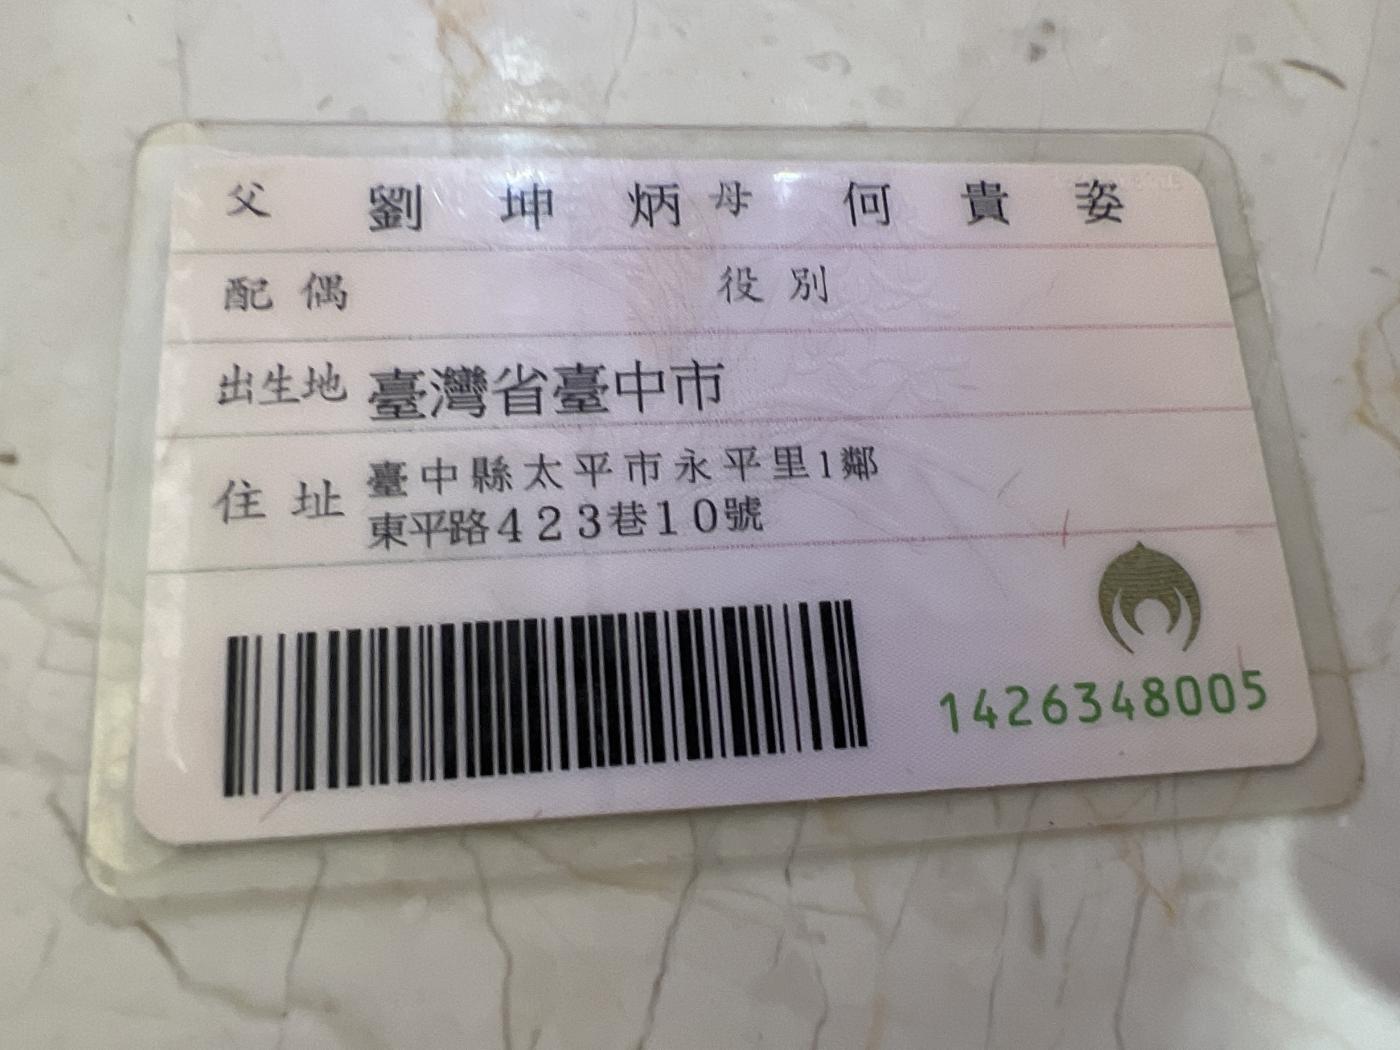 父 劉坤炳 母 何貴姿
配偶 役別
出生地 臺灣省臺中市
住址 臺中縣太平市永平里1鄰
東平路423巷10號
1426348005